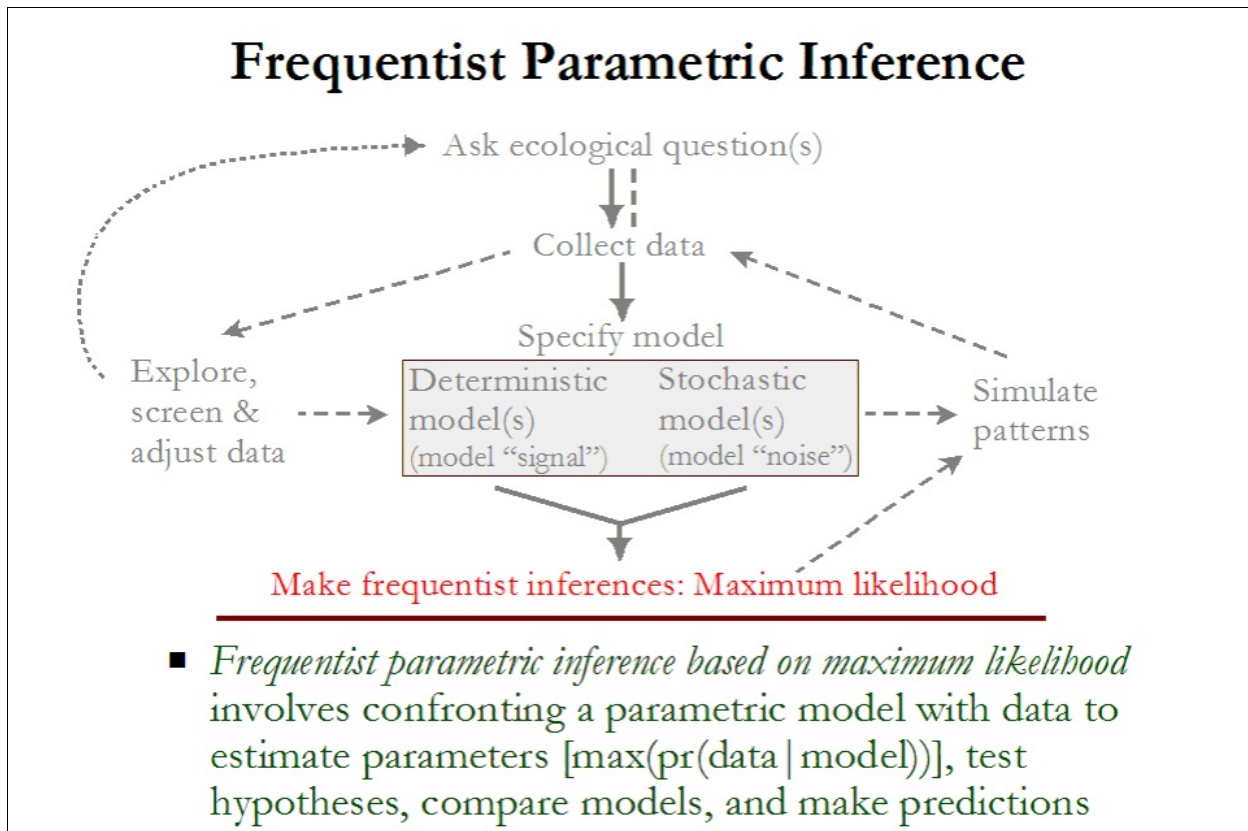 Frequentist Parametric Inference
Ask ecological question(s)
Collect data
Specify model
Explore,
screen &
adjust data
Deterministic
model(s)
(model “signal”)
Stochastic
model(s)
(model “noise”)
Simulate
patterns
Make frequentist inferences: Maximum likelihood
■ Frequentist parametric inference based on maximum likelihood
involves confronting a parametric model with data to
estimate parameters [max(pr(data|model))], test
hypotheses, compare models, and make predictions